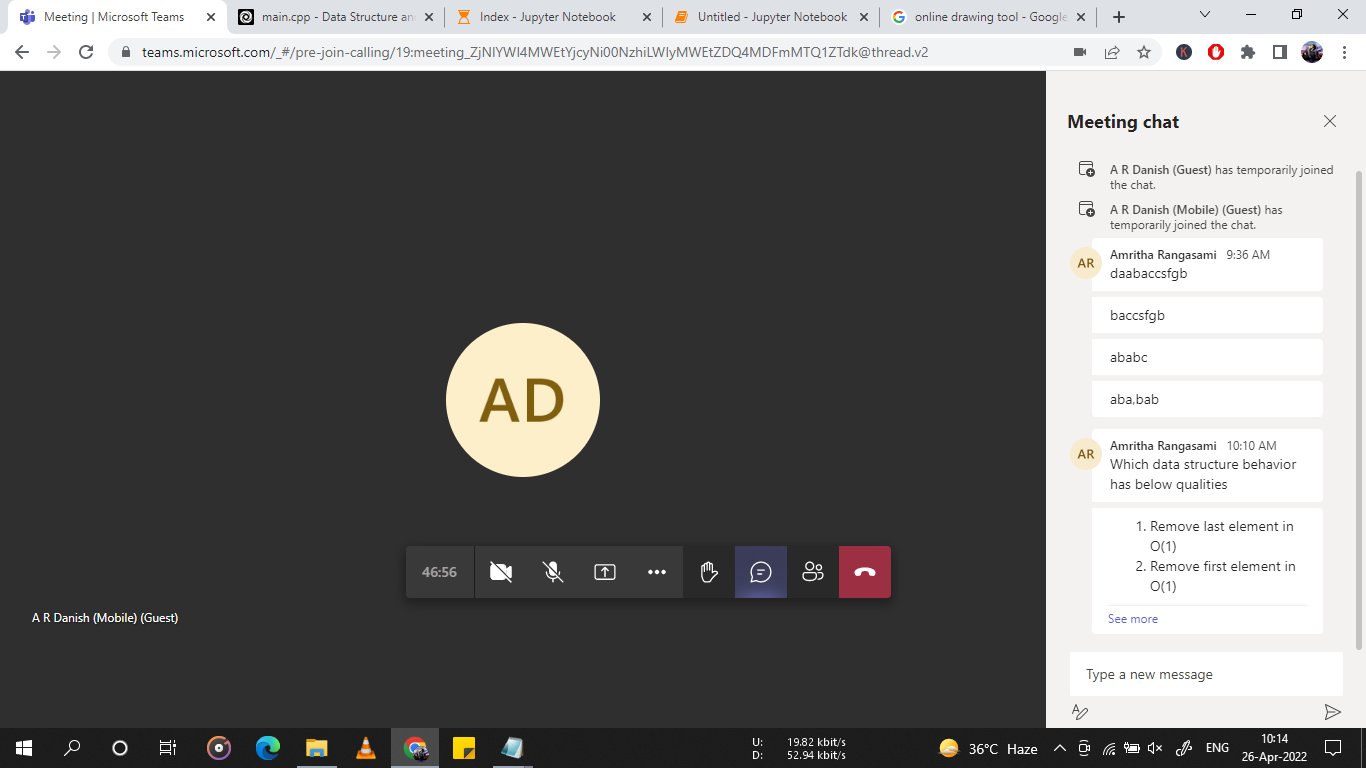 Meeting | Microsoft Teams
main.cpp - Data Structure an
Index - Jupyter Notebook
Untitled - Jupyter Notebook
online drawing tool - Google
teams.microsoft.com/_#/pre-join-calling/19:meeting_ZjNlYWI4MWEtYjcyNi00NzhiLWIyMWEtZDQ4MDFmMTQ1ZTdk@thread.v2
K
Meeting chat
A R Danish (Guest) has temporarily joined
the chat.
A R Danish (Mobile) (Guest) has
temporarily joined the chat.
AR
Amritha Rangasami 9:36 AM
daabaccsfgb
baccsfgb
ababc
aba,bab
AR
Amritha Rangasami 10:10 AM
Which data structure behavior
has below qualities
1. Remove last element in
O(1)
2. Remove first element in
O(1)
See more
Type a new message
AD
46:56
A R Danish (Mobile) (Guest)
U: 19.82 kbit/s
D: 52.94 kbit/s
36°C Haze
ENG
10:14
26-Apr-2022